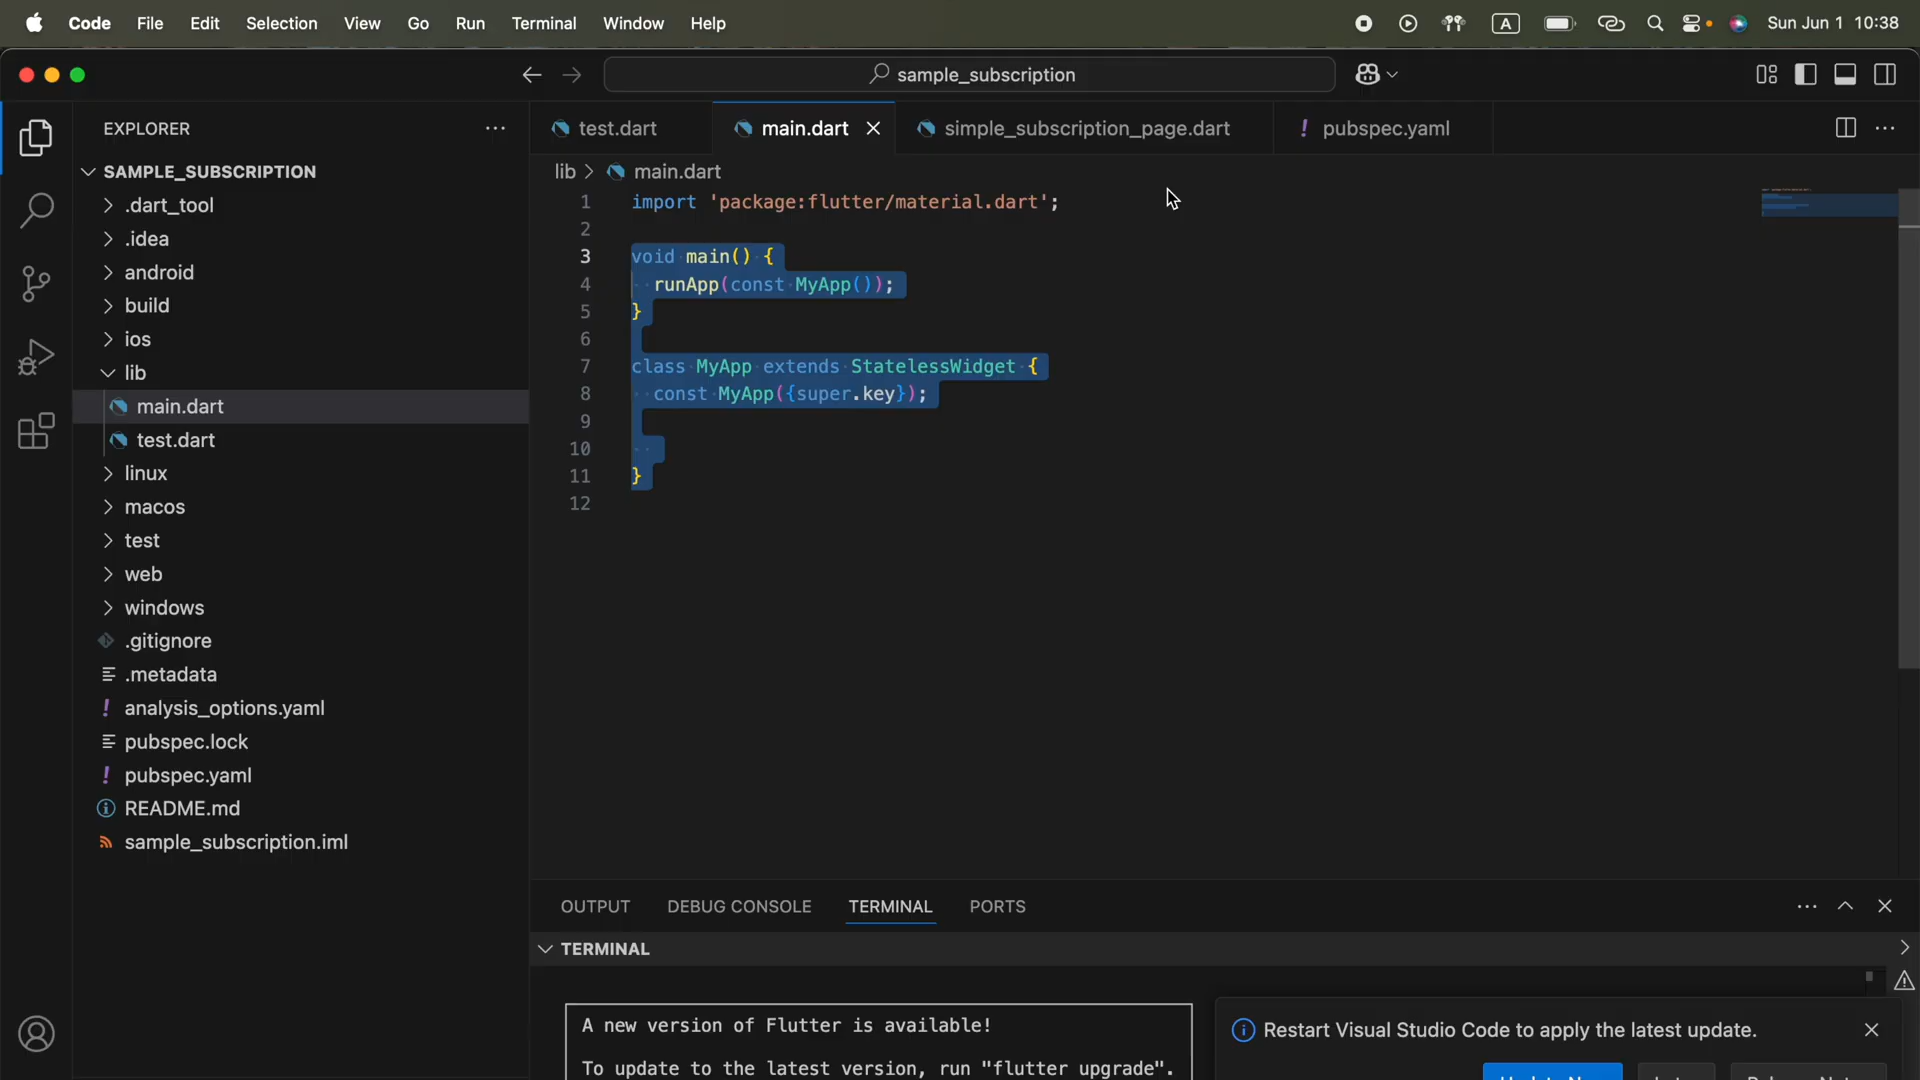 Code File Edit Selection View Go Run Terminal Window Help A Sun Jun 1 10:38
sample_subscription
EXPLORER
SAMPLE_SUBSCRIPTION
.dart_tool
.idea
android
build
ios
lib
main.dart
test.dart
linux
macos
test
web
windows
.gitignore
.metadata
analysis_options.yaml
pubspec.lock
pubspec.yaml
README.md
sample_subscription.iml
test.dart main.dart simple_subscription_page.dart pubspec.yaml
lib > main.dart
1 import 'package:flutter/material.dart';
2
3 void main() {
4 runApp(const MyApp());
5 }
6
7 class MyApp extends StatelessWidget {
8 const MyApp({super.key});
9
10
11 }
12
OUTPUT DEBUG CONSOLE TERMINAL PORTS
TERMINAL
A new version of Flutter is available!
To update to the latest version, run "flutter upgrade".
Restart Visual Studio Code to apply the latest update.